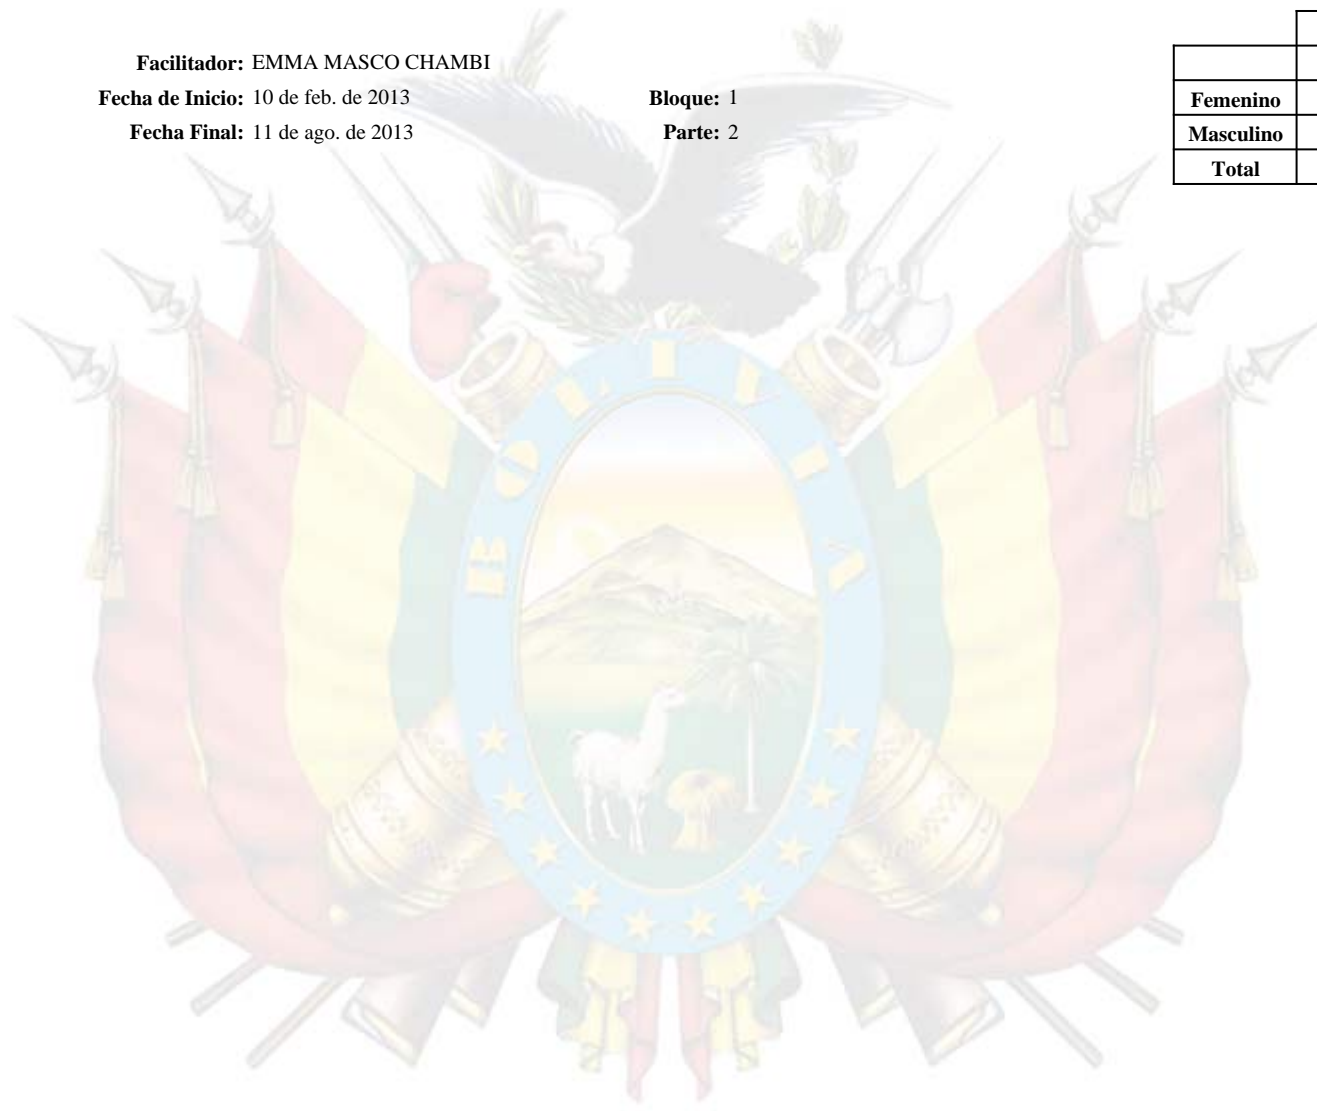 Facilitador: EMMA MASCO CHAMBI
Fecha de Inicio: 10 de feb. de 2013 Bloque: 1
Fecha Final: 11 de ago. de 2013 Parte: 2
Femenino
Masculino
Total
BOLIVIA